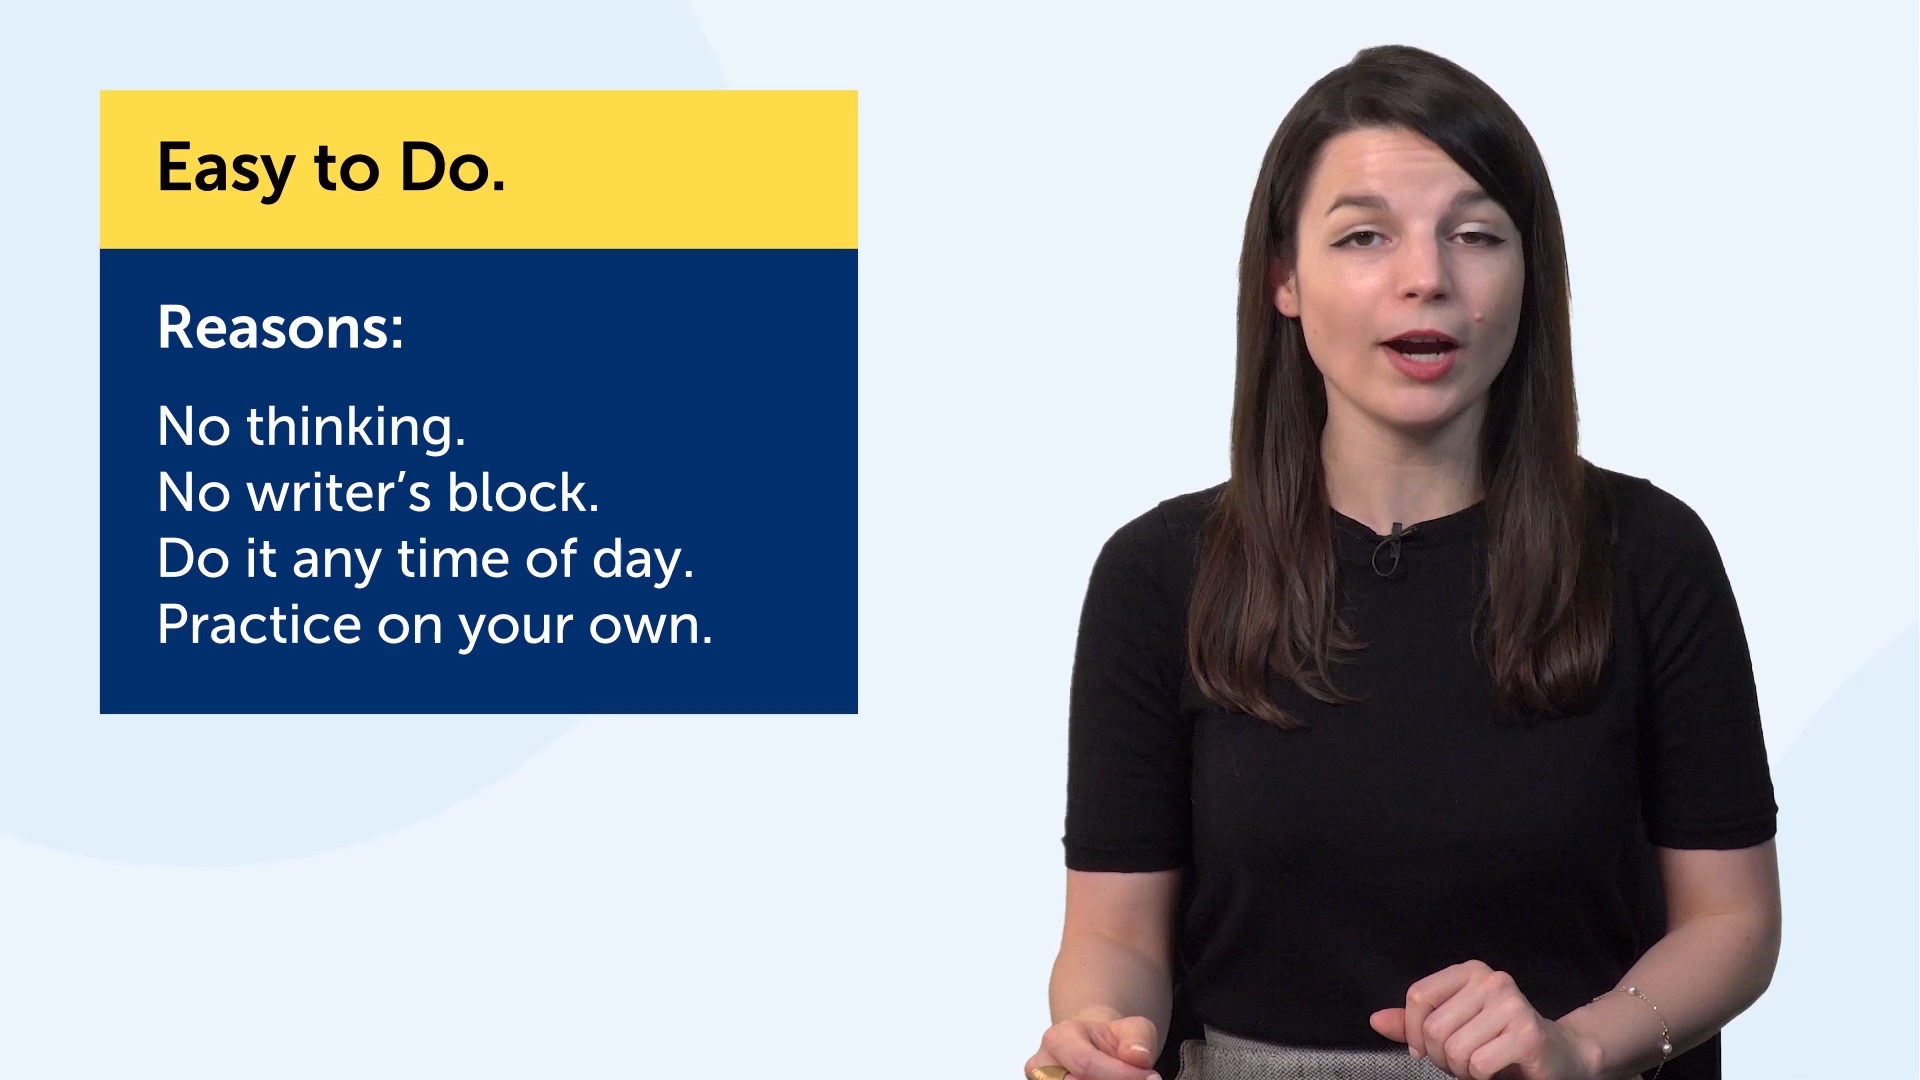 Easy to Do.
Reasons:
No thinking.
No writer’s block.
Do it any time of day.
Practice on your own.